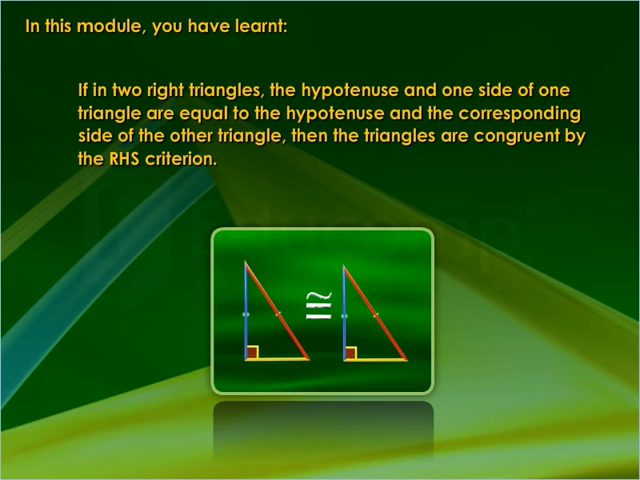 In this module, you have learnt:
If in two right triangles, the hypotenuse and one side of one
triangle are equal to the hypotenuse and the corresponding
side of the other triangle, then the triangles are congruent by
the RHS criterion.
Educomp™
≅